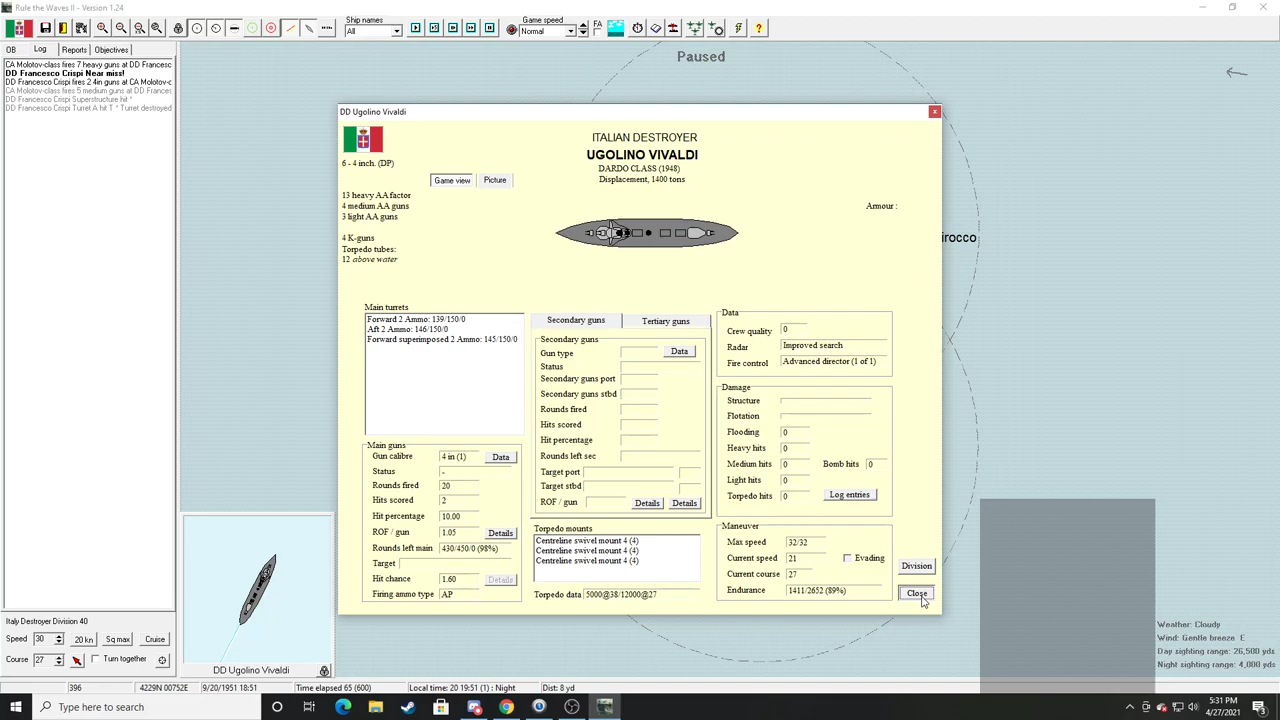 Rule the Waves II - Version 1.24
Ship names
All
Game speed
Normal
FA
OB Log Reports Objectives
CA Molotov-class fires 7 heavy guns at DD Francesc
DD Francesco Crispi Near miss!
DD Francesco Crispi fires 2 4in guns at CA Molotov-c
CA Molotov-class fires 5 medium guns at DD Frances
DD Francesco Crispi Superstructure hit *
DD Francesco Crispi Turret A hit T * Turret destroyed
Paused
irocco
DD Ugolino Vivaldi
ITALIAN DESTROYER
UGOLINO VIVALDI
DARDO CLASS (1948)
Displacement, 1400 tons
6 - 4 inch. (DP)
Game view Picture
13 heavy AA factor
4 medium AA guns
3 light AA guns
Armour :
4 K-guns
Torpedo tubes:
12 above water
Main turrets
Forward 2 Ammo: 139/150/0
Aft 2 Ammo: 146/150/0
Forward superimposed 2 Ammo: 145/150/0
Main guns
Gun calibre 4 in (1) Data
Status -
Rounds fired 20
Hits scored 2
Hit percentage 10.00
ROF / gun 1.05 Details
Rounds left main 430/450/0 (98%)
Target
Hit chance 1.60 Details
Firing ammo type AP
Secondary guns Tertiary guns
Secondary guns
Gun type Data
Status
Secondary guns port
Secondary guns stbd
Rounds fired
Hits scored
Hit percentage
Rounds left sec
Target port
Target stbd
ROF / gun Details Details
Torpedo mounts
Centreline swivel mount 4 (4)
Centreline swivel mount 4 (4)
Centreline swivel mount 4 (4)
Torpedo data 5000@38/12000@27
Data
Crew quality 0
Radar Improved search
Fire control Advanced director (1 of 1)
Damage
Structure
Flotation
Flooding 0
Heavy hits 0
Medium hits 0 Bomb hits 0
Light hits 0
Torpedo hits 0 Log entries
Maneuver
Max speed 32/32
Current speed 21 Evading
Current course 27
Endurance 1411/2652 (89%)
Division
Close
Italy Destroyer Division 40
Speed 30 20 kn Sq max Cruise
Course 27 Turn together
DD Ugolino Vivaldi
Weather: Cloudy
Wind: Gentle breeze E
Day sighting range: 26,500 yds
Night sighting range: 4,000 yds
396 4229N 00752E 9/20/1951 18:51 Time elapsed 65 (600) Local time: 20 19:51 (1) : Night Dist: 8 yd
Type here to search
5:31 PM
4/27/2021
3